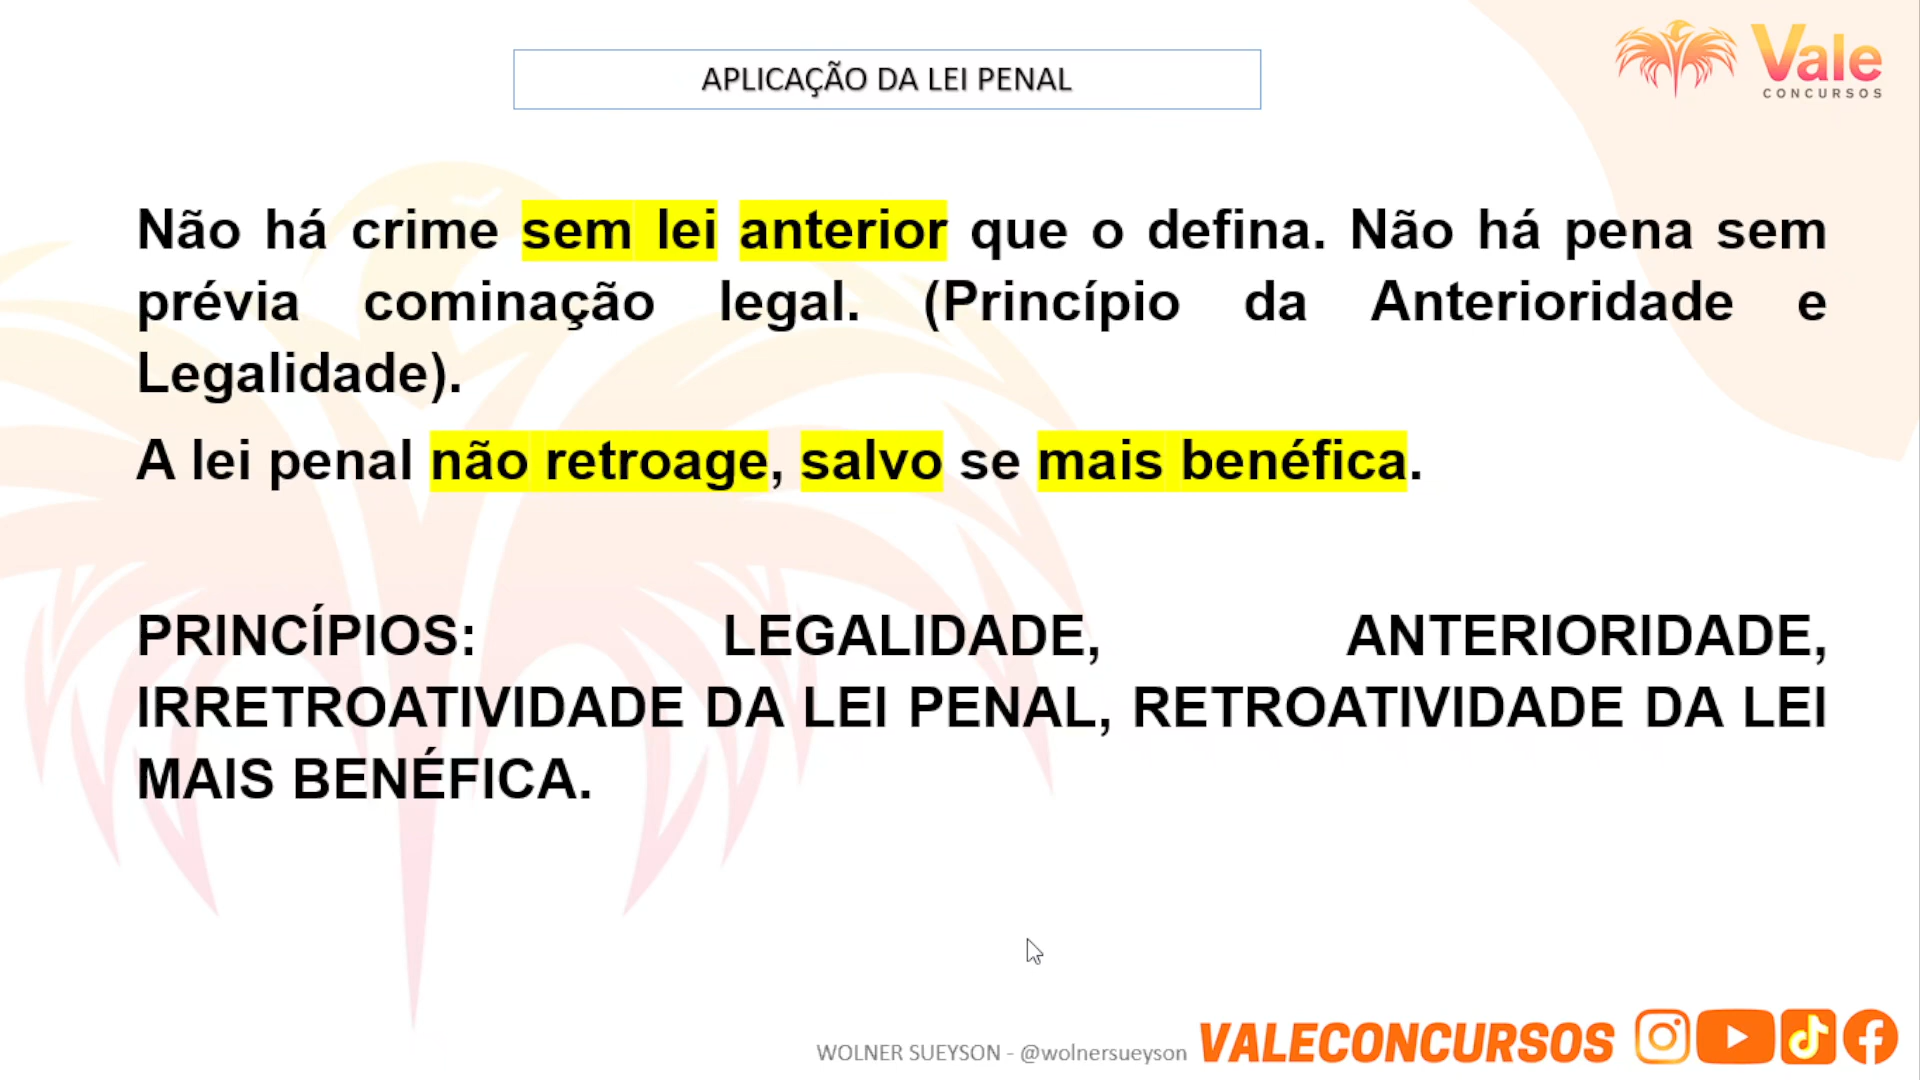 Vale
CONCURSOS
APLICAÇÃO DA LEI PENAL
Não há crime sem lei anterior que o defina. Não há pena sem
prévia cominação legal. (Princípio da Anterioridade e
Legalidade).
A lei penal não retroage, salvo se mais benéfica.
PRINCÍPIOS: LEGALIDADE, ANTERIORIDADE,
IRRETROATIVIDADE DA LEI PENAL, RETROATIVIDADE DA LEI
MAIS BENÉFICA.
WOLNER SUEYSON - @wolnersueyson VALECONCURSOS